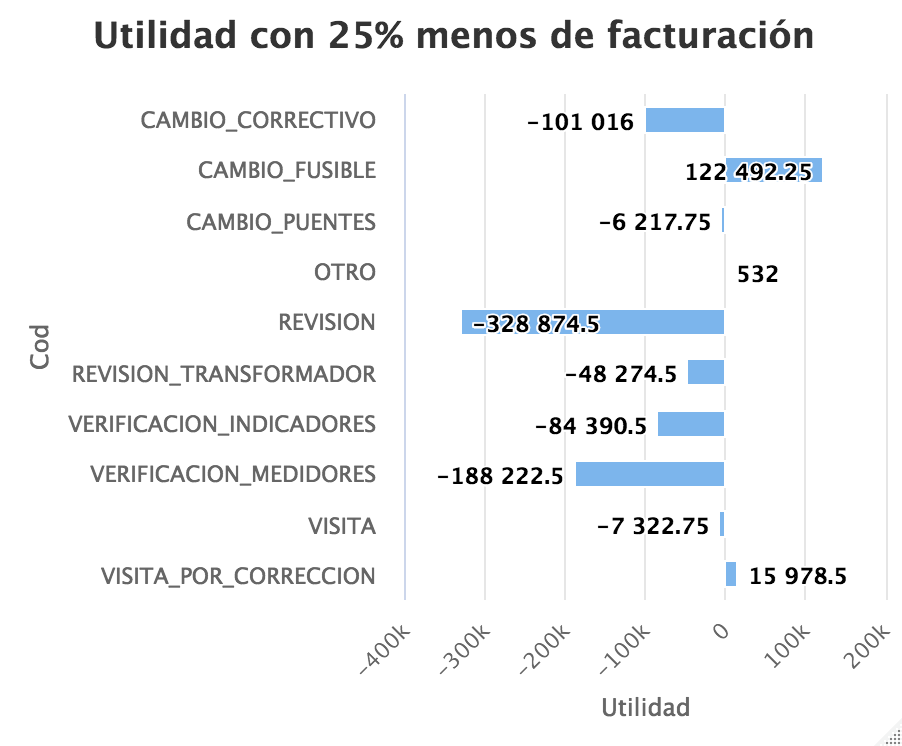 Utilidad con 25% menos de facturación
CAMBIO_CORRECTIVO
-101 016
CAMBIO_FUSIBLE
122 492.25
CAMBIO_PUENTES
-6 217.75
OTRO
532
REVISION
-328 874.5
REVISION_TRANSFORMADOR
-48 274.5
VERIFICACION_INDICADORES
-84 390.5
VERIFICACION_MEDIDORES
-188 222.5
VISITA
-7 322.75
VISITA_POR_CORRECCION
15 978.5
Cod
-400k
-300k
-200k
-100k
0
100k
200k
Utilidad